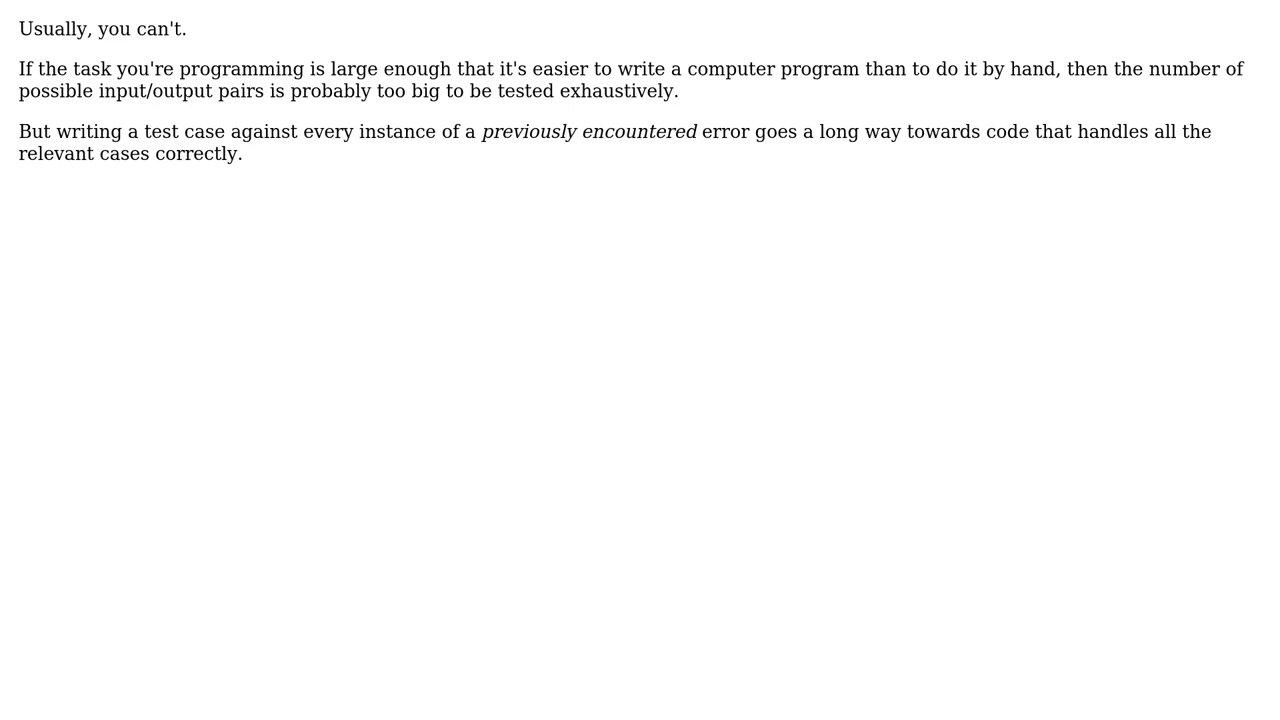 Usually, you can't.
If the task you're programming is large enough that it's easier to write a computer program than to do it by hand, then the number of
possible input/output pairs is probably too big to be tested exhaustively.
But writing a test case against every instance of a previously encountered error goes a long way towards code that handles all the
relevant cases correctly.